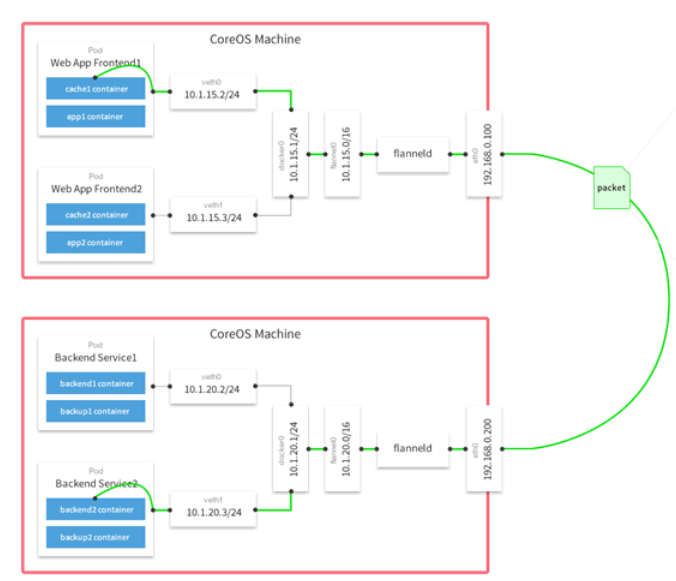 CoreOS Machine
Pod
Web App Frontend1
cache1 container
app1 container
veth0
10.1.15.2/24
docker0
10.1.15.1/24
flannel0
10.1.15.0/16
flanneld
eth0
192.168.0.100
packet
Pod
Web App Frontend2
cache2 container
app2 container
veth1
10.1.15.3/24
CoreOS Machine
Pod
Backend Service1
backend1 container
backup1 container
veth0
10.1.20.2/24
docker0
10.1.20.1/24
flannel0
10.1.20.0/16
flanneld
eth0
192.168.0.200
Pod
Backend Service2
backend2 container
backup2 container
veth1
10.1.20.3/24